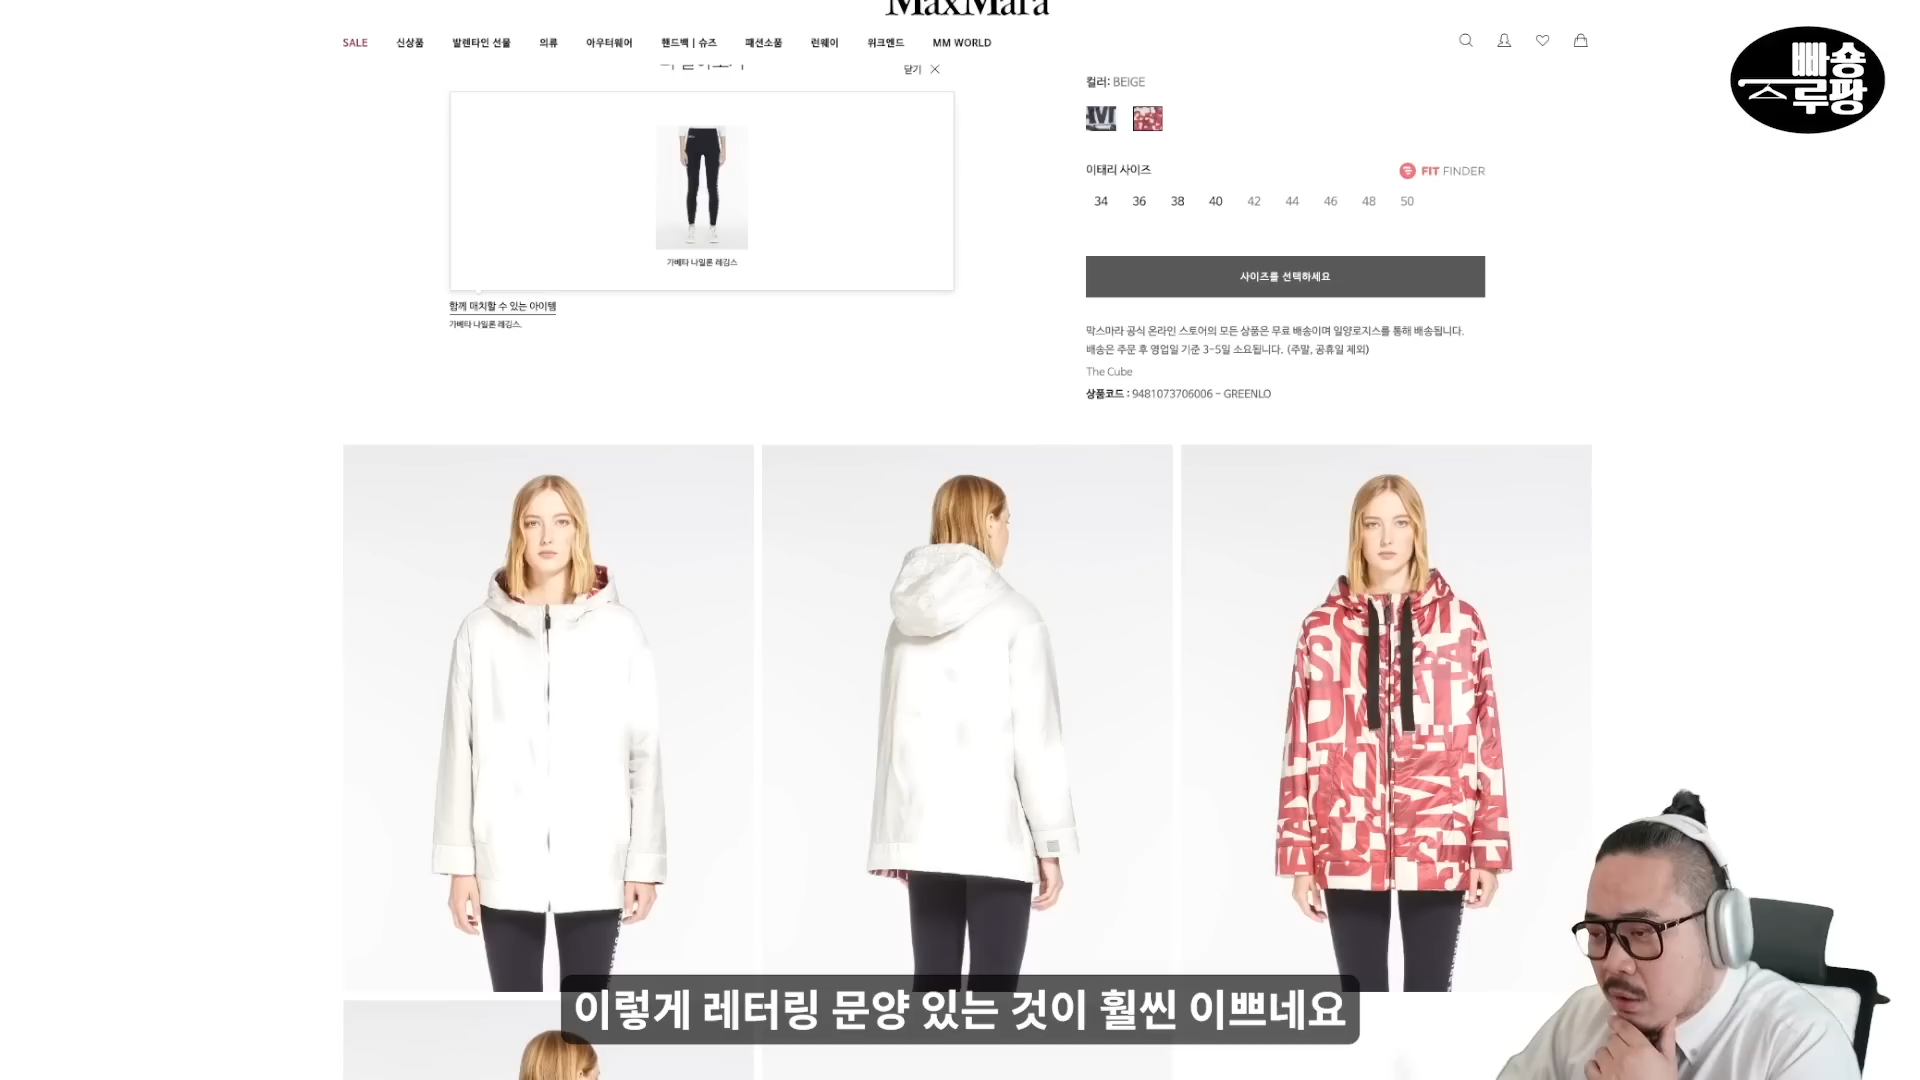 MaxMara
SALE 신상품 발렌타인 선물 의류 아우터웨어 핸드백 | 슈즈 패션소품 런웨이 위크엔드 MM WORLD
빠숑
루팡
닫기
컬러: BEIGE
이태리 사이즈
FIT FINDER
34 36 38 40 42 44 46 48 50
가베타 나일론 레깅스
사이즈를 선택하세요
함께 매치할 수 있는 아이템
가베타 나일론 레깅스.
막스마라 공식 온라인 스토어의 모든 상품은 무료 배송이며 일양로지스를 통해 배송됩니다.
배송은 주문 후 영업일 기준 3-5일 소요됩니다. (주말, 공휴일 제외)
The Cube
상품코드 : 9481073706006 - GREENLO
이렇게 레터링 문양 있는 것이 훨씬 이쁘네요